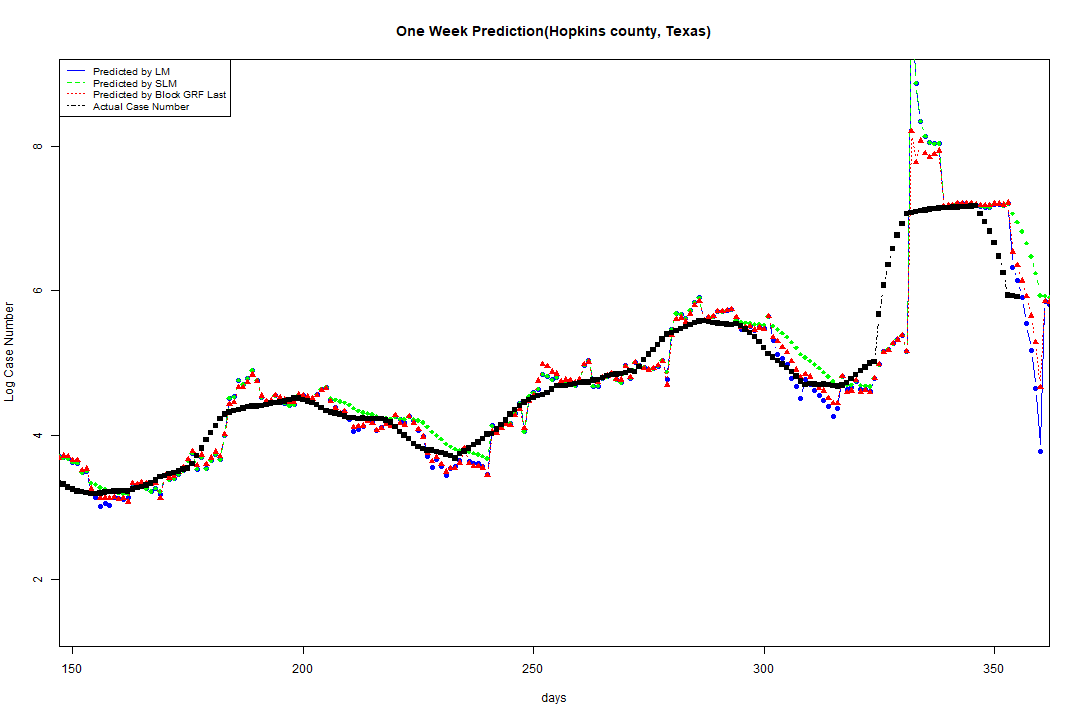 One Week Prediction(Hopkins county, Texas)
Predicted by LM
Predicted by SLM
Predicted by Block GRF Last
Actual Case Number
8
6
4
2
Log Case Number
150 200 250 300 350
days